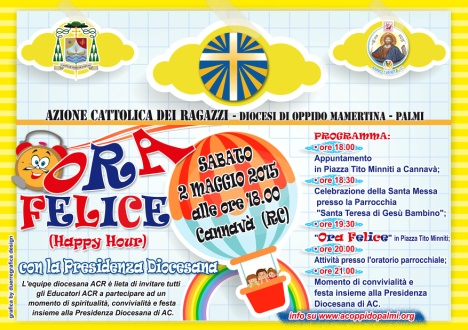 AZIONE CATTOLICA DEI RAGAZZI - DIOCESI DI OPPIDO MAMERTINA - PALMI
ORA
FELICE
(Happy Hour)
con la Presidenza Diocesana
L'equipe diocesana ACR è lieta di invitare tutti
gli Educatori ACR a partecipare ad un
momento di spiritualità, convivialità e festa
insieme alla Presidenza Diocesana di AC.
SABATO
2 MAGGIO 2015
alle ore 18.00
Cannavà (RC)
PROGRAMMA:
• ore 18:00
Appuntamento
in Piazza Tito Minniti a Cannavà;
• ore 18:30
Celebrazione della Santa Messa
presso la Parrocchia
"Santa Teresa di Gesù Bambino";
• ore 19:30
"Ora Felice" in Piazza Tito Minniti;
• ore 20:00
Attività presso l'oratorio parrocchiale;
• ore 21:00
Momento di convivialità e
festa insieme alla Presidenza
Diocesana di AC.
info su www.acoppidopalmi.org
grafica by duemegrafica design